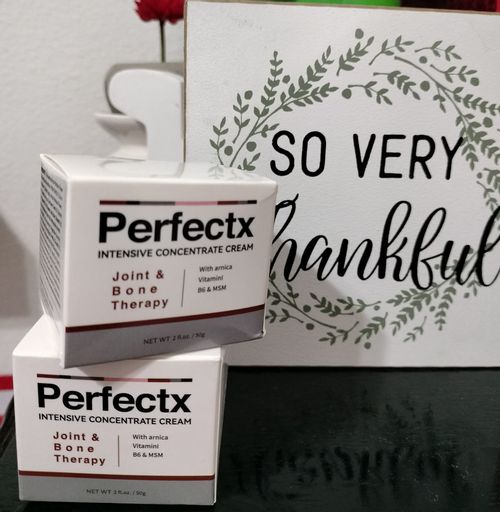 SO VERY
thankful
Perfectx
INTENSIVE CONCENTRATE CREAM
Joint &
Bone
Therapy
With arnica
Vitamini
B6 & MSM
NET WT 2 fl.oz. / 50g
Perfectx
INTENSIVE CONCENTRATE CREAM
Joint &
Bone
Therapy
With arnica
Vitamini
B6 & MSM
NET WT 2 fl.oz. / 50g